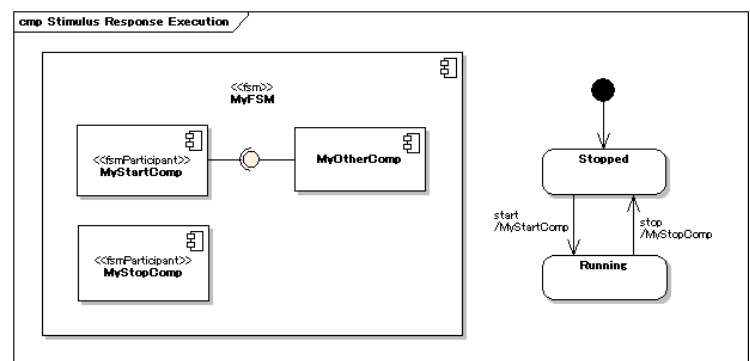 cmp Stimulus Response Execution
<<fsm>>
MyFSM
<<fsmParticipant>>
MyStartComp
MyOtherComp
<<fsmParticipant>>
MyStopComp
Stopped
start
/MyStartComp
stop
/MyStopComp
Running